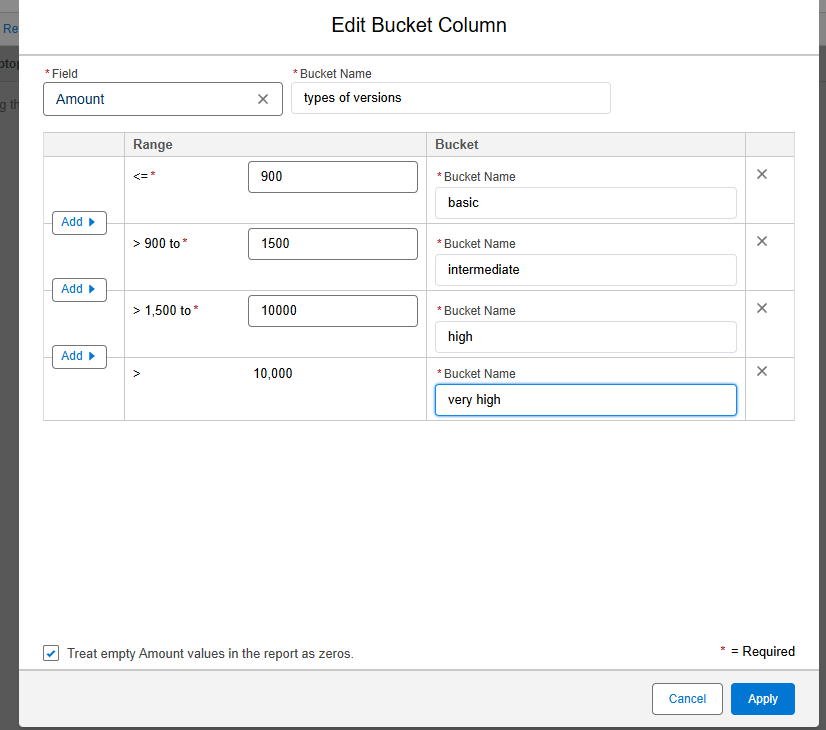 Edit Bucket Column
Re
* Field
* Bucket Name
Amount
types of versions
Range
Bucket
<= *
900
* Bucket Name
basic
Add
> 900 to *
1500
* Bucket Name
intermediate
Add
> 1,500 to *
10000
* Bucket Name
high
Add
>
10,000
* Bucket Name
very high
Treat empty Amount values in the report as zeros.
* = Required
Cancel
Apply